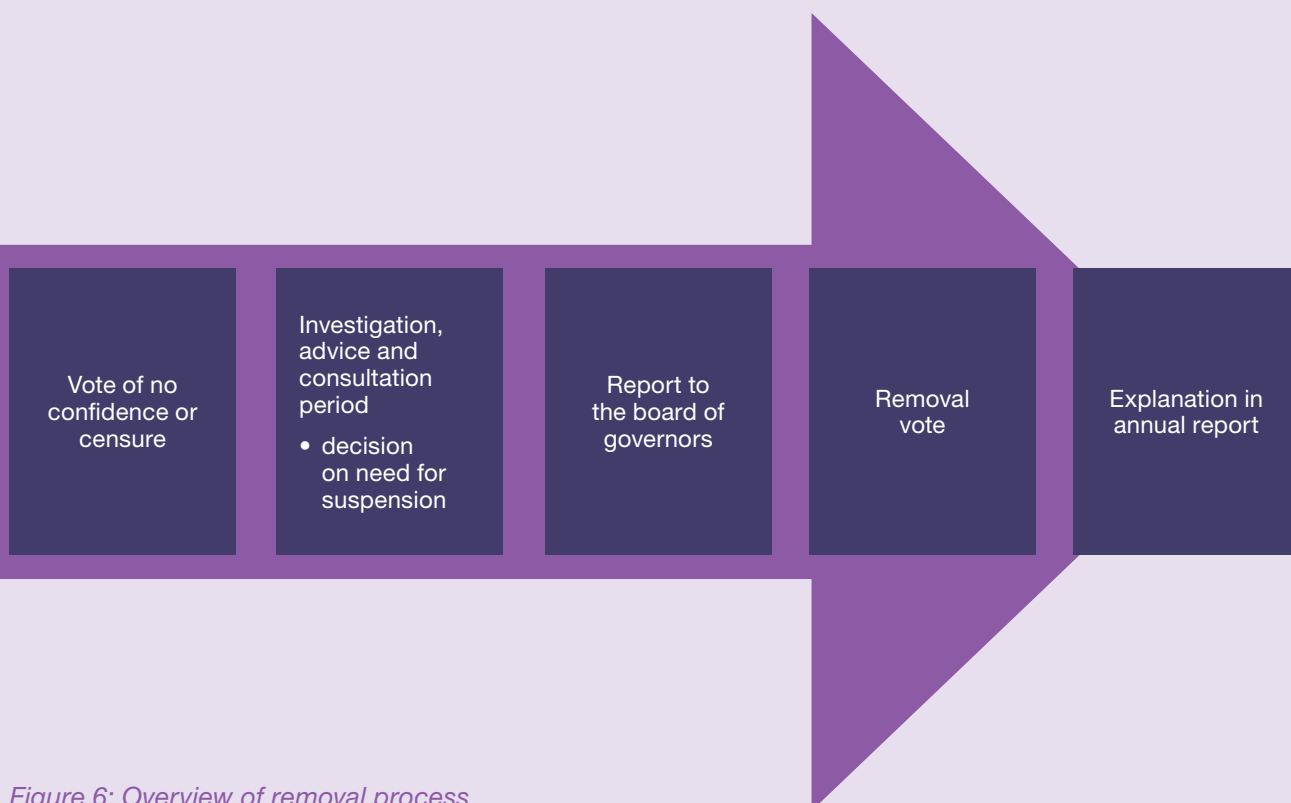 Vote of no
confidence or
censure
Investigation,
advice and
consultation
period
• decision
on need for
suspension
Report to
the board of
governors
Removal
vote
Explanation in
annual report
Figure 6: Overview of removal process